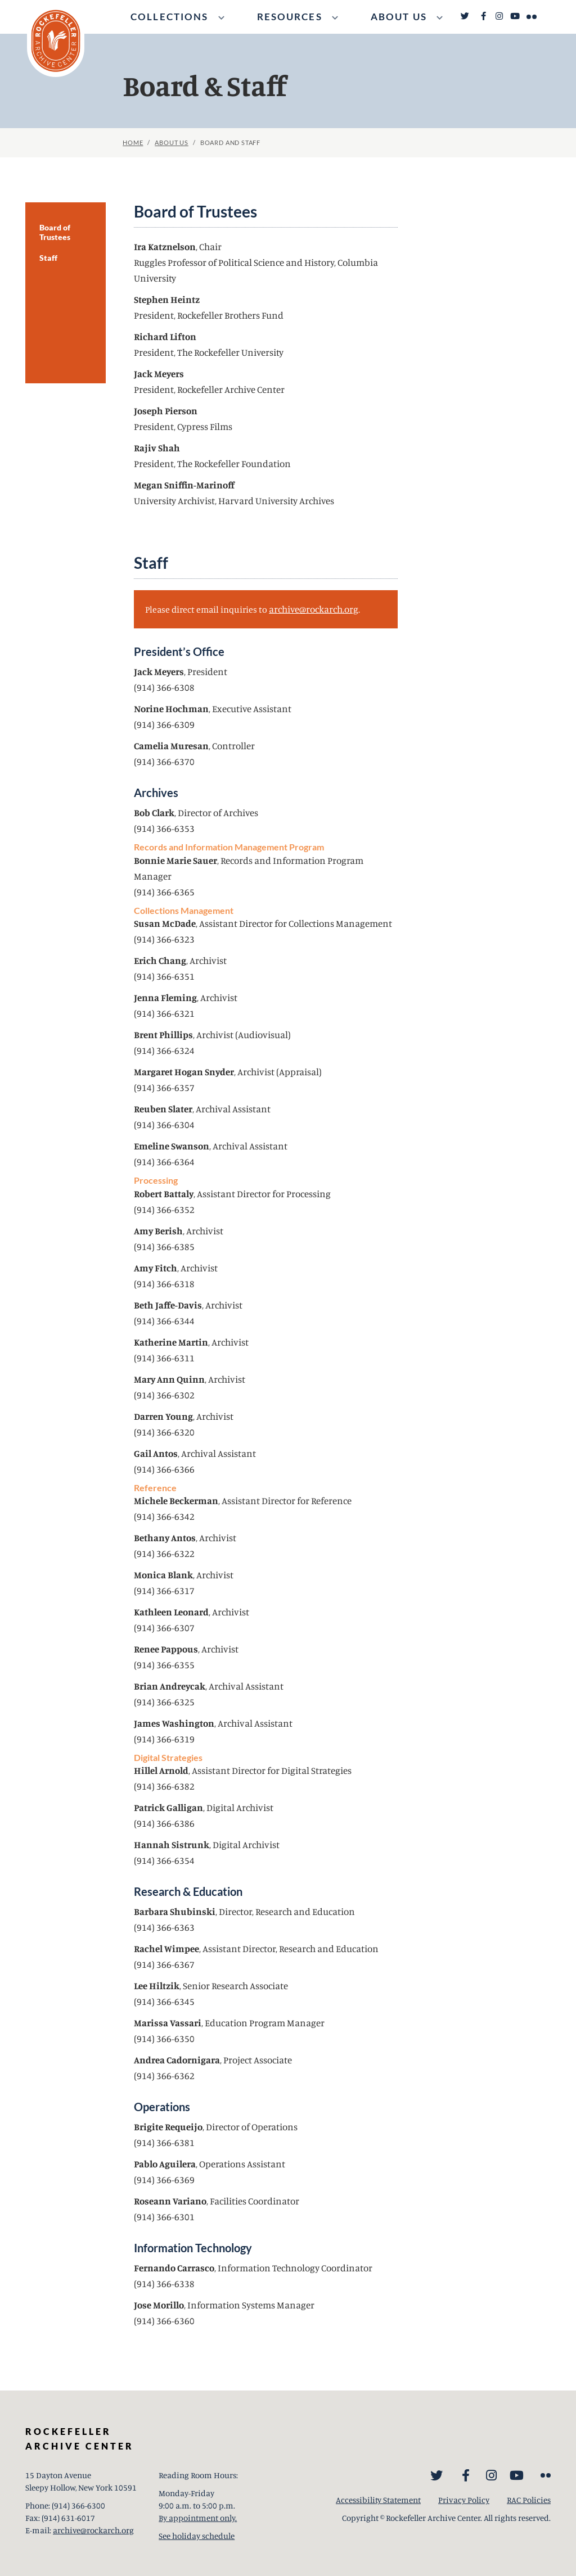 ROCKEFELLER
ARCHIVE CENTER
COLLECTIONS
RESOURCES
ABOUT US
Board & Staff
HOME / ABOUT US / BOARD AND STAFF
Board of
Trustees
Staff
Board of Trustees
Ira Katznelson, Chair
Ruggles Professor of Political Science and History, Columbia
University
Stephen Heintz
President, Rockefeller Brothers Fund
Richard Lifton
President, The Rockefeller University
Jack Meyers
President, Rockefeller Archive Center
Joseph Pierson
President, Cypress Films
Rajiv Shah
President, The Rockefeller Foundation
Megan Sniffin-Marinoff
University Archivist, Harvard University Archives
Staff
Please direct email inquiries to archive@rockarch.org.
President’s Office
Jack Meyers, President
(914) 366-6308
Norine Hochman, Executive Assistant
(914) 366-6309
Camelia Muresan, Controller
(914) 366-6370
Archives
Bob Clark, Director of Archives
(914) 366-6353
Records and Information Management Program
Bonnie Marie Sauer, Records and Information Program
Manager
(914) 366-6365
Collections Management
Susan McDade, Assistant Director for Collections Management
(914) 366-6323
Erich Chang, Archivist
(914) 366-6351
Jenna Fleming, Archivist
(914) 366-6321
Brent Phillips, Archivist (Audiovisual)
(914) 366-6324
Margaret Hogan Snyder, Archivist (Appraisal)
(914) 366-6357
Reuben Slater, Archival Assistant
(914) 366-6304
Emeline Swanson, Archival Assistant
(914) 366-6364
Processing
Robert Battaly, Assistant Director for Processing
(914) 366-6352
Amy Berish, Archivist
(914) 366-6385
Amy Fitch, Archivist
(914) 366-6318
Beth Jaffe-Davis, Archivist
(914) 366-6344
Katherine Martin, Archivist
(914) 366-6311
Mary Ann Quinn, Archivist
(914) 366-6302
Darren Young, Archivist
(914) 366-6320
Gail Antos, Archival Assistant
(914) 366-6366
Reference
Michele Beckerman, Assistant Director for Reference
(914) 366-6342
Bethany Antos, Archivist
(914) 366-6322
Monica Blank, Archivist
(914) 366-6317
Kathleen Leonard, Archivist
(914) 366-6307
Renee Pappous, Archivist
(914) 366-6355
Brian Andreycak, Archival Assistant
(914) 366-6325
James Washington, Archival Assistant
(914) 366-6319
Digital Strategies
Hillel Arnold, Assistant Director for Digital Strategies
(914) 366-6382
Patrick Galligan, Digital Archivist
(914) 366-6386
Hannah Sistrunk, Digital Archivist
(914) 366-6354
Research & Education
Barbara Shubinski, Director, Research and Education
(914) 366-6363
Rachel Wimpee, Assistant Director, Research and Education
(914) 366-6367
Lee Hiltzik, Senior Research Associate
(914) 366-6345
Marissa Vassari, Education Program Manager
(914) 366-6350
Andrea Cadornigara, Project Associate
(914) 366-6362
Operations
Brigite Requeijo, Director of Operations
(914) 366-6381
Pablo Aguilera, Operations Assistant
(914) 366-6369
Roseann Variano, Facilities Coordinator
(914) 366-6301
Information Technology
Fernando Carrasco, Information Technology Coordinator
(914) 366-6338
Jose Morillo, Information Systems Manager
(914) 366-6360
ROCKEFELLER
ARCHIVE CENTER
15 Dayton Avenue
Sleepy Hollow, New York 10591
Phone: (914) 366-6300
Fax: (914) 631-6017
E-mail: archive@rockarch.org
Reading Room Hours:
Monday-Friday
9:00 a.m. to 5:00 p.m.
By appointment only.
See holiday schedule
Accessibility Statement
Privacy Policy
RAC Policies
Copyright © Rockefeller Archive Center. All rights reserved.